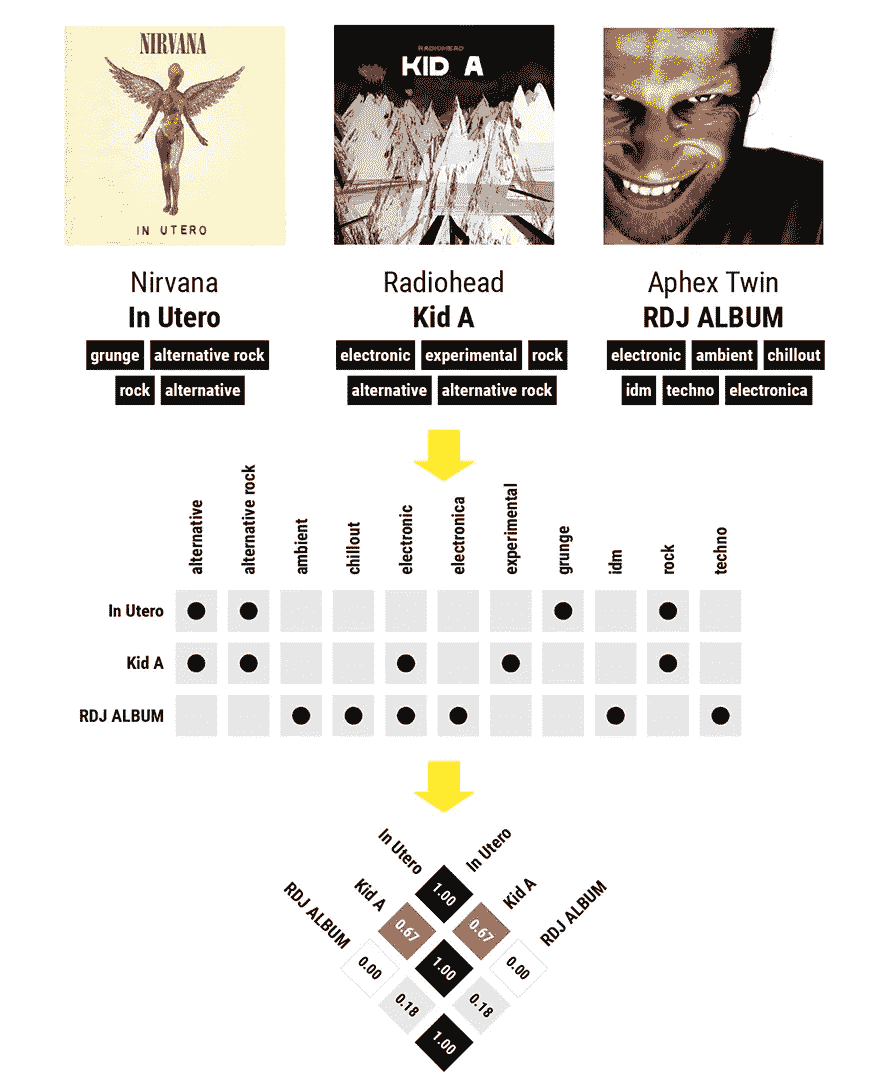 NIRVANA
IN UTERO
RADIOHEAD
KID A
Nirvana
In Utero
grunge alternative rock
rock alternative
Radiohead
Kid A
electronic experimental rock
alternative alternative rock
Aphex Twin
RDJ ALBUM
electronic ambient chillout
idm techno electronica
alternative
alternative rock
ambient
chillout
electronic
electronica
experimental
grunge
idm
rock
techno
In Utero
Kid A
RDJ ALBUM
In Utero
In Utero
Kid A
Kid A
RDJ ALBUM
RDJ ALBUM
1.00
0.67
0.67
0.00
1.00
0.00
0.18
0.18
1.00